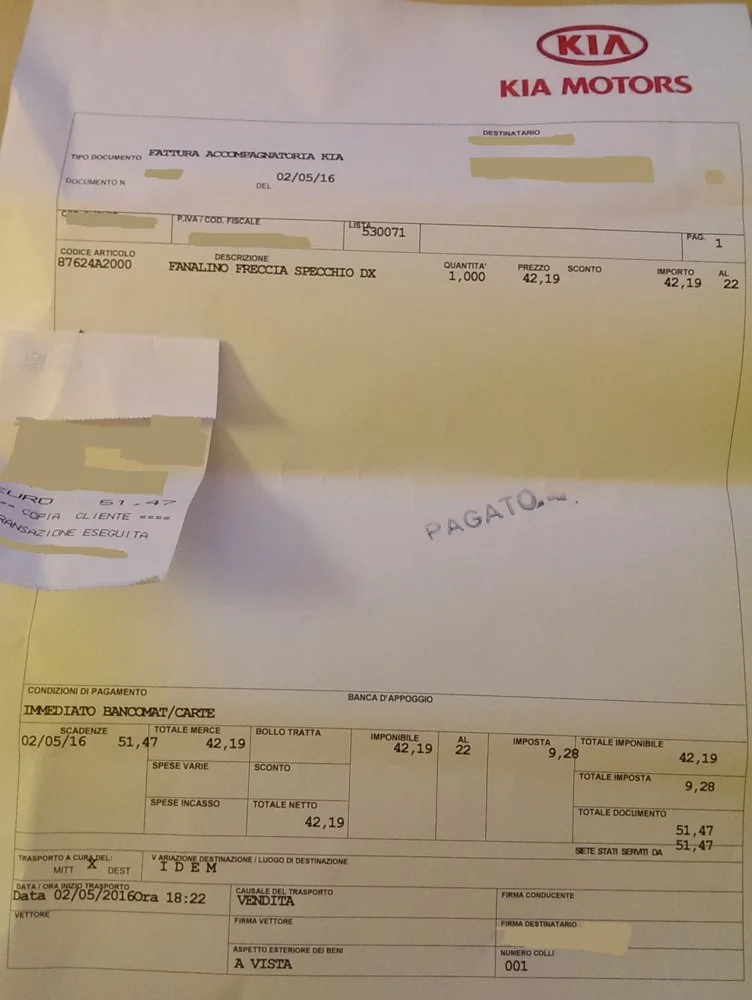 KIA
KIA MOTORS
DESTINATARIO
TIPO DOCUMENTO FATTURA ACCOMPAGNATORIA KIA
DOCUMENTO N. DEL 02/05/16
P.IVA / COD. FISCALE LISTA 530071 PAG. 1
CODICE ARTICOLO DESCRIZIONE QUANTITA' PREZZO SCONTO IMPORTO AL
87624A2000 FANALINO FRECCIA SPECCHIO DX 1,000 42,19 42,19 22
EURO 51,47
COPIA CLIENTE ====
TRANSAZIONE ESEGUITA
PAGATO
CONDIZIONI DI PAGAMENTO BANCA D'APPOGGIO
IMMEDIATO BANCOMAT/CARTE
SCADENZE TOTALE MERCE BOLLO TRATTA IMPONIBILE AL IMPOSTA TOTALE IMPONIBILE
02/05/16 51,47 42,19 42,19 22 9,28 42,19
SPESE VARIE SCONTO TOTALE IMPOSTA
9,28
SPESE INCASSO TOTALE NETTO TOTALE DOCUMENTO
42,19 51,47
SIETE STATI SERVITI DA 51,47
TRASPORTO A CURA DEL: VARIAZIONE DESTINAZIONE / LUOGO DI DESTINAZIONE
MITT X DEST I D E M
DATA / ORA INIZIO TRASPORTO CAUSALE DEL TRASPORTO FIRMA CONDUCENTE
Data 02/05/2016Ora 18:22 VENDITA
VETTORE FIRMA VETTORE FIRMA DESTINATARIO
ASPETTO ESTERIORE DEI BENI NUMERO COLLI
A VISTA 001